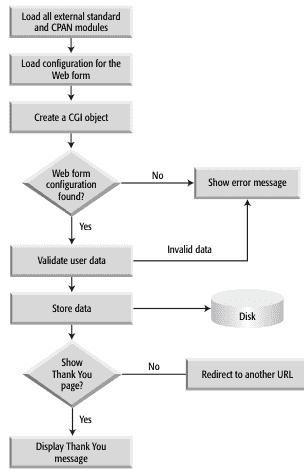 Load all external standard
and CPAN modules
Load configuration for the
Web form
Create a CGI object
Web form
configuration
found?
No
Show error message
Yes
Invalid data
Validate user data
Store data
Disk
Show
Thank You
page?
No
Redirect to another URL
Yes
Display Thank You
message